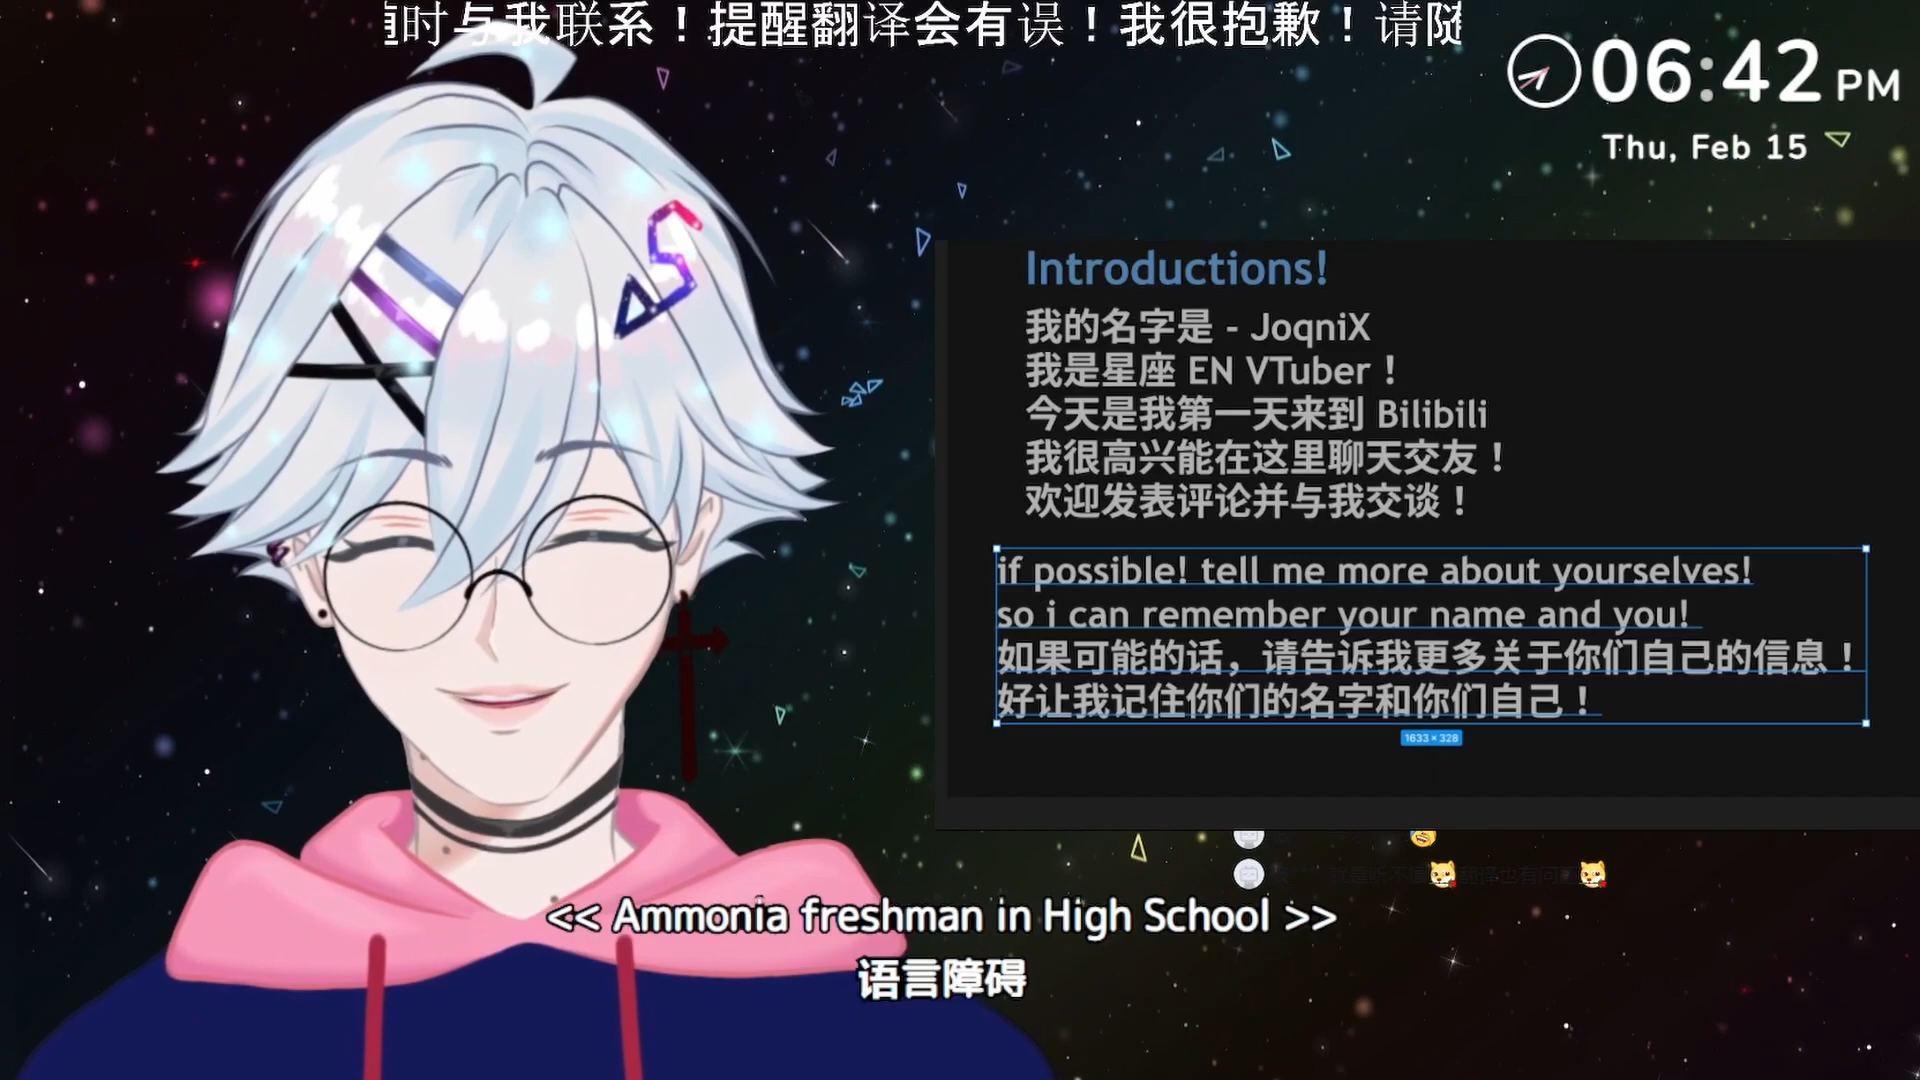 时与我联系！提醒翻译会有误！我很抱歉！请随
06:42 PM
Thu, Feb 15
Introductions!
我的名字是 - JoqniX
我是星座 EN VTuber！
今天是我第一天来到 Bilibili
我很高兴能在这里聊天交友！
欢迎发表评论并与我交谈！
if possible! tell me more about yourselves!
so i can remember your name and you!
如果可能的话，请告诉我更多关于你们自己的信息！
好让我记住你们的名字和你们自己！
1633 × 328
<< Ammonia freshman in High School >>
语言障碍